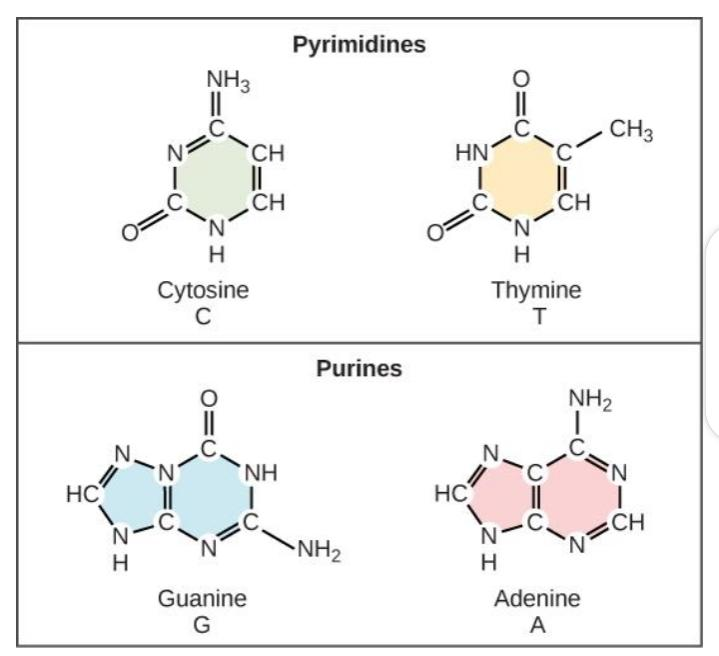 Pyrimidines
NH3
C
N
CH
C
CH
O
N
H
Cytosine
C
O
C
CH3
HN
C
C
CH
O
N
H
Thymine
T
Purines
O
C
N
N
NH
HC
N
C
C
H
N
NH2
Guanine
G
NH2
C
N
C
N
HC
N
C
CH
H
N
Adenine
A